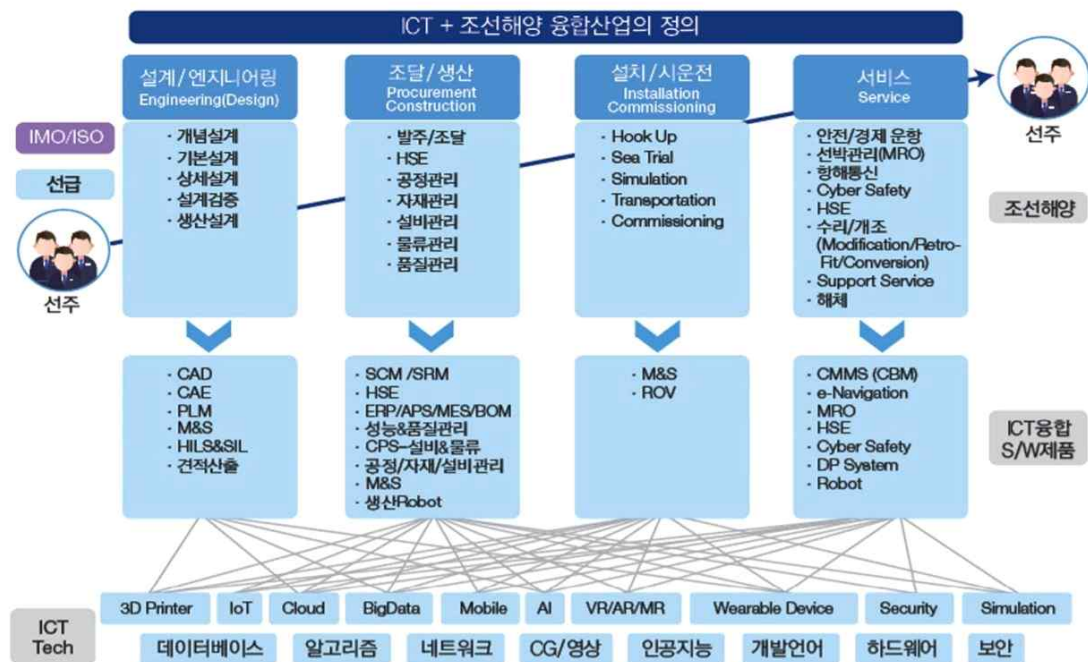 ICT + 조선해양 융합산업의 정의
설계/엔지니어링
Engineering(Design)
조달/생산
Procurement
Construction
설치/시운전
Installation
Commissioning
서비스
Service
선주
IMO/ISO
선급
선주
· 개념설계
· 기본설계
· 상세설계
· 설계검증
· 생산설계
· 발주/조달
· HSE
· 공정관리
· 자재관리
· 설비관리
· 물류관리
· 품질관리
· Hook Up
· Sea Trial
· Simulation
· Transportation
· Commissioning
· 안전/경제 운항
· 선박관리(MRO)
· 항해통신
· Cyber Safety
· HSE
· 수리/개조
(Modification/Retro-
Fit/Conversion)
· Support Service
· 해체
조선해양
· CAD
· CAE
· PLM
· M&S
· HILS&SIL
· 견적산출
· SCM /SRM
· HSE
· ERP/APS/MES/BOM
· 성능&품질관리
· CPS-설비&물류
· 공정/자재/설비관리
· M&S
· 생산Robot
· M&S
· ROV
· CMMS (CBM)
· e-Navigation
· MRO
· HSE
· Cyber Safety
· DP System
· Robot
ICT융합
S/W제품
ICT
Tech
3D Printer
IoT
Cloud
BigData
Mobile
AI
VR/AR/MR
Wearable Device
Security
Simulation
데이터베이스
알고리즘
네트워크
CG/영상
인공지능
개발언어
하드웨어
보안